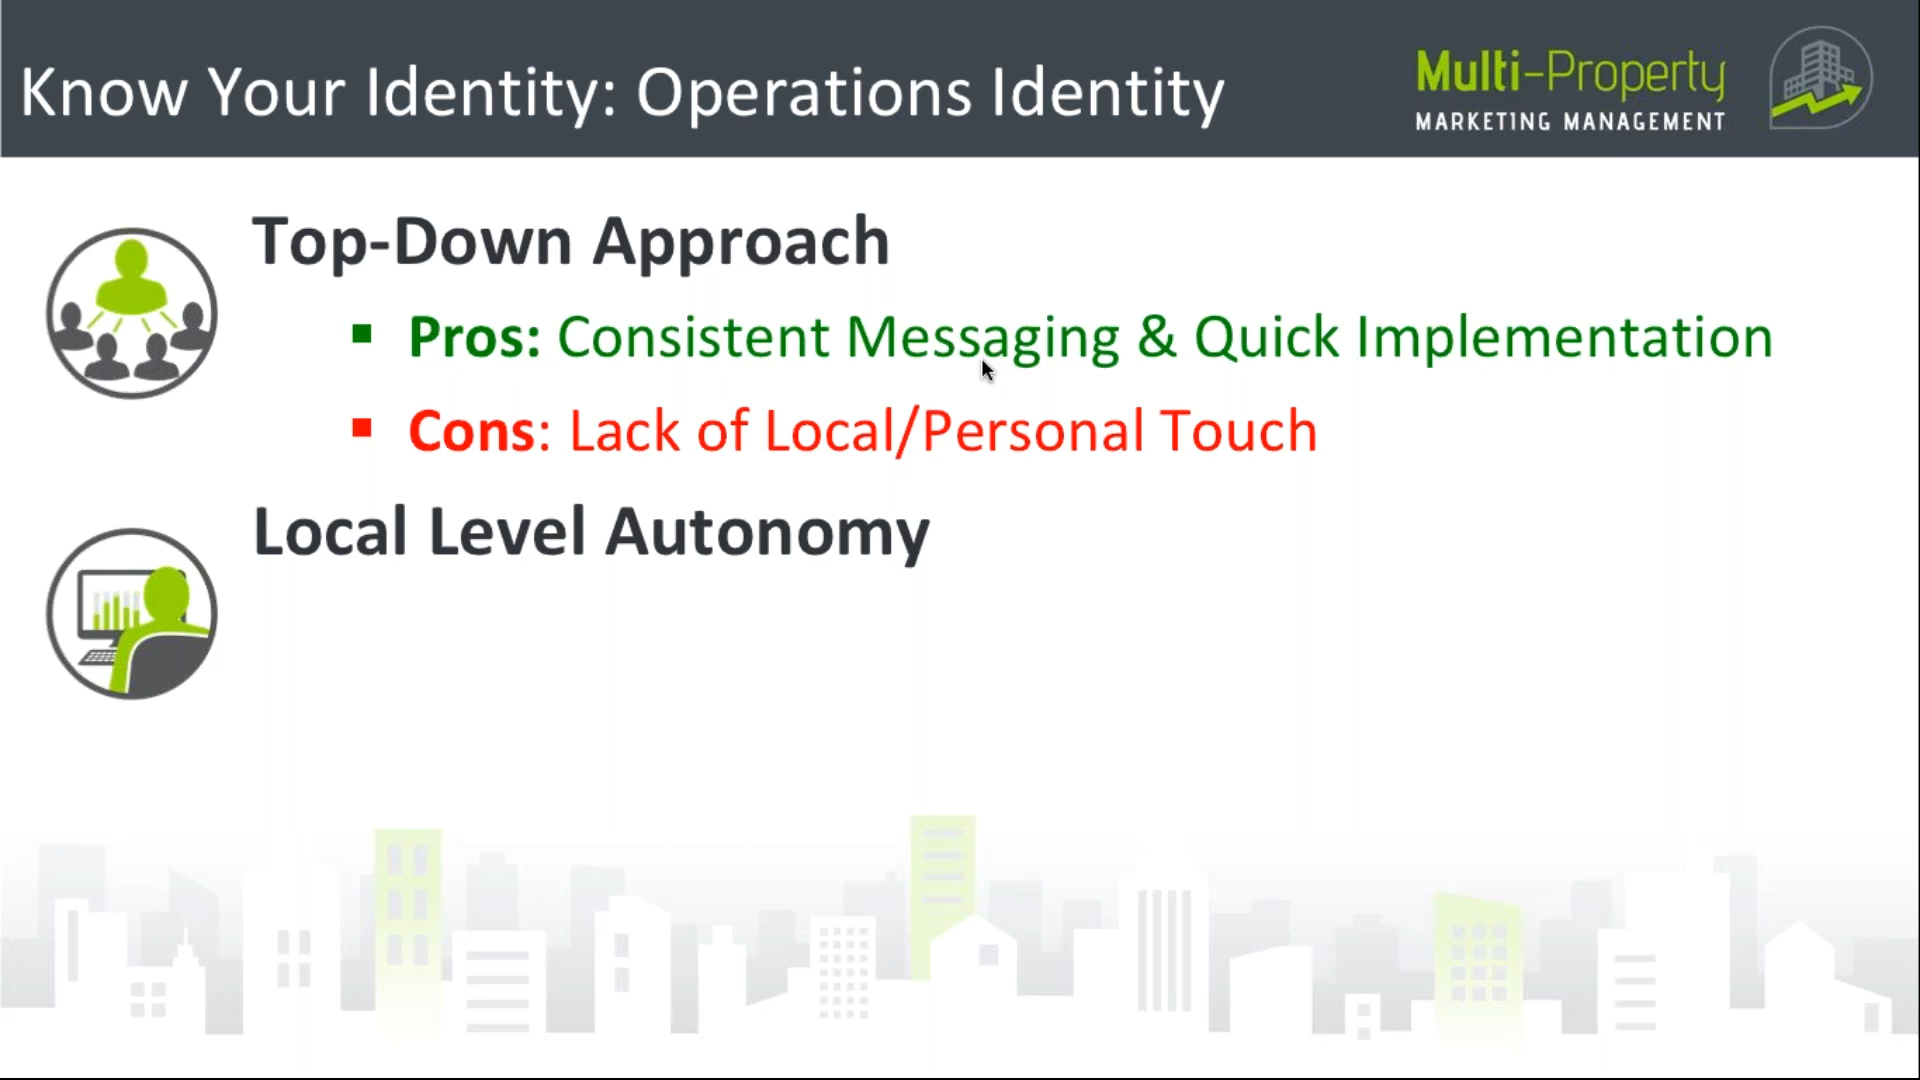 Know Your Identity: Operations Identity
Multi-Property
MARKETING MANAGEMENT
Top-Down Approach
▪ Pros: Consistent Messaging & Quick Implementation
▪ Cons: Lack of Local/Personal Touch
Local Level Autonomy